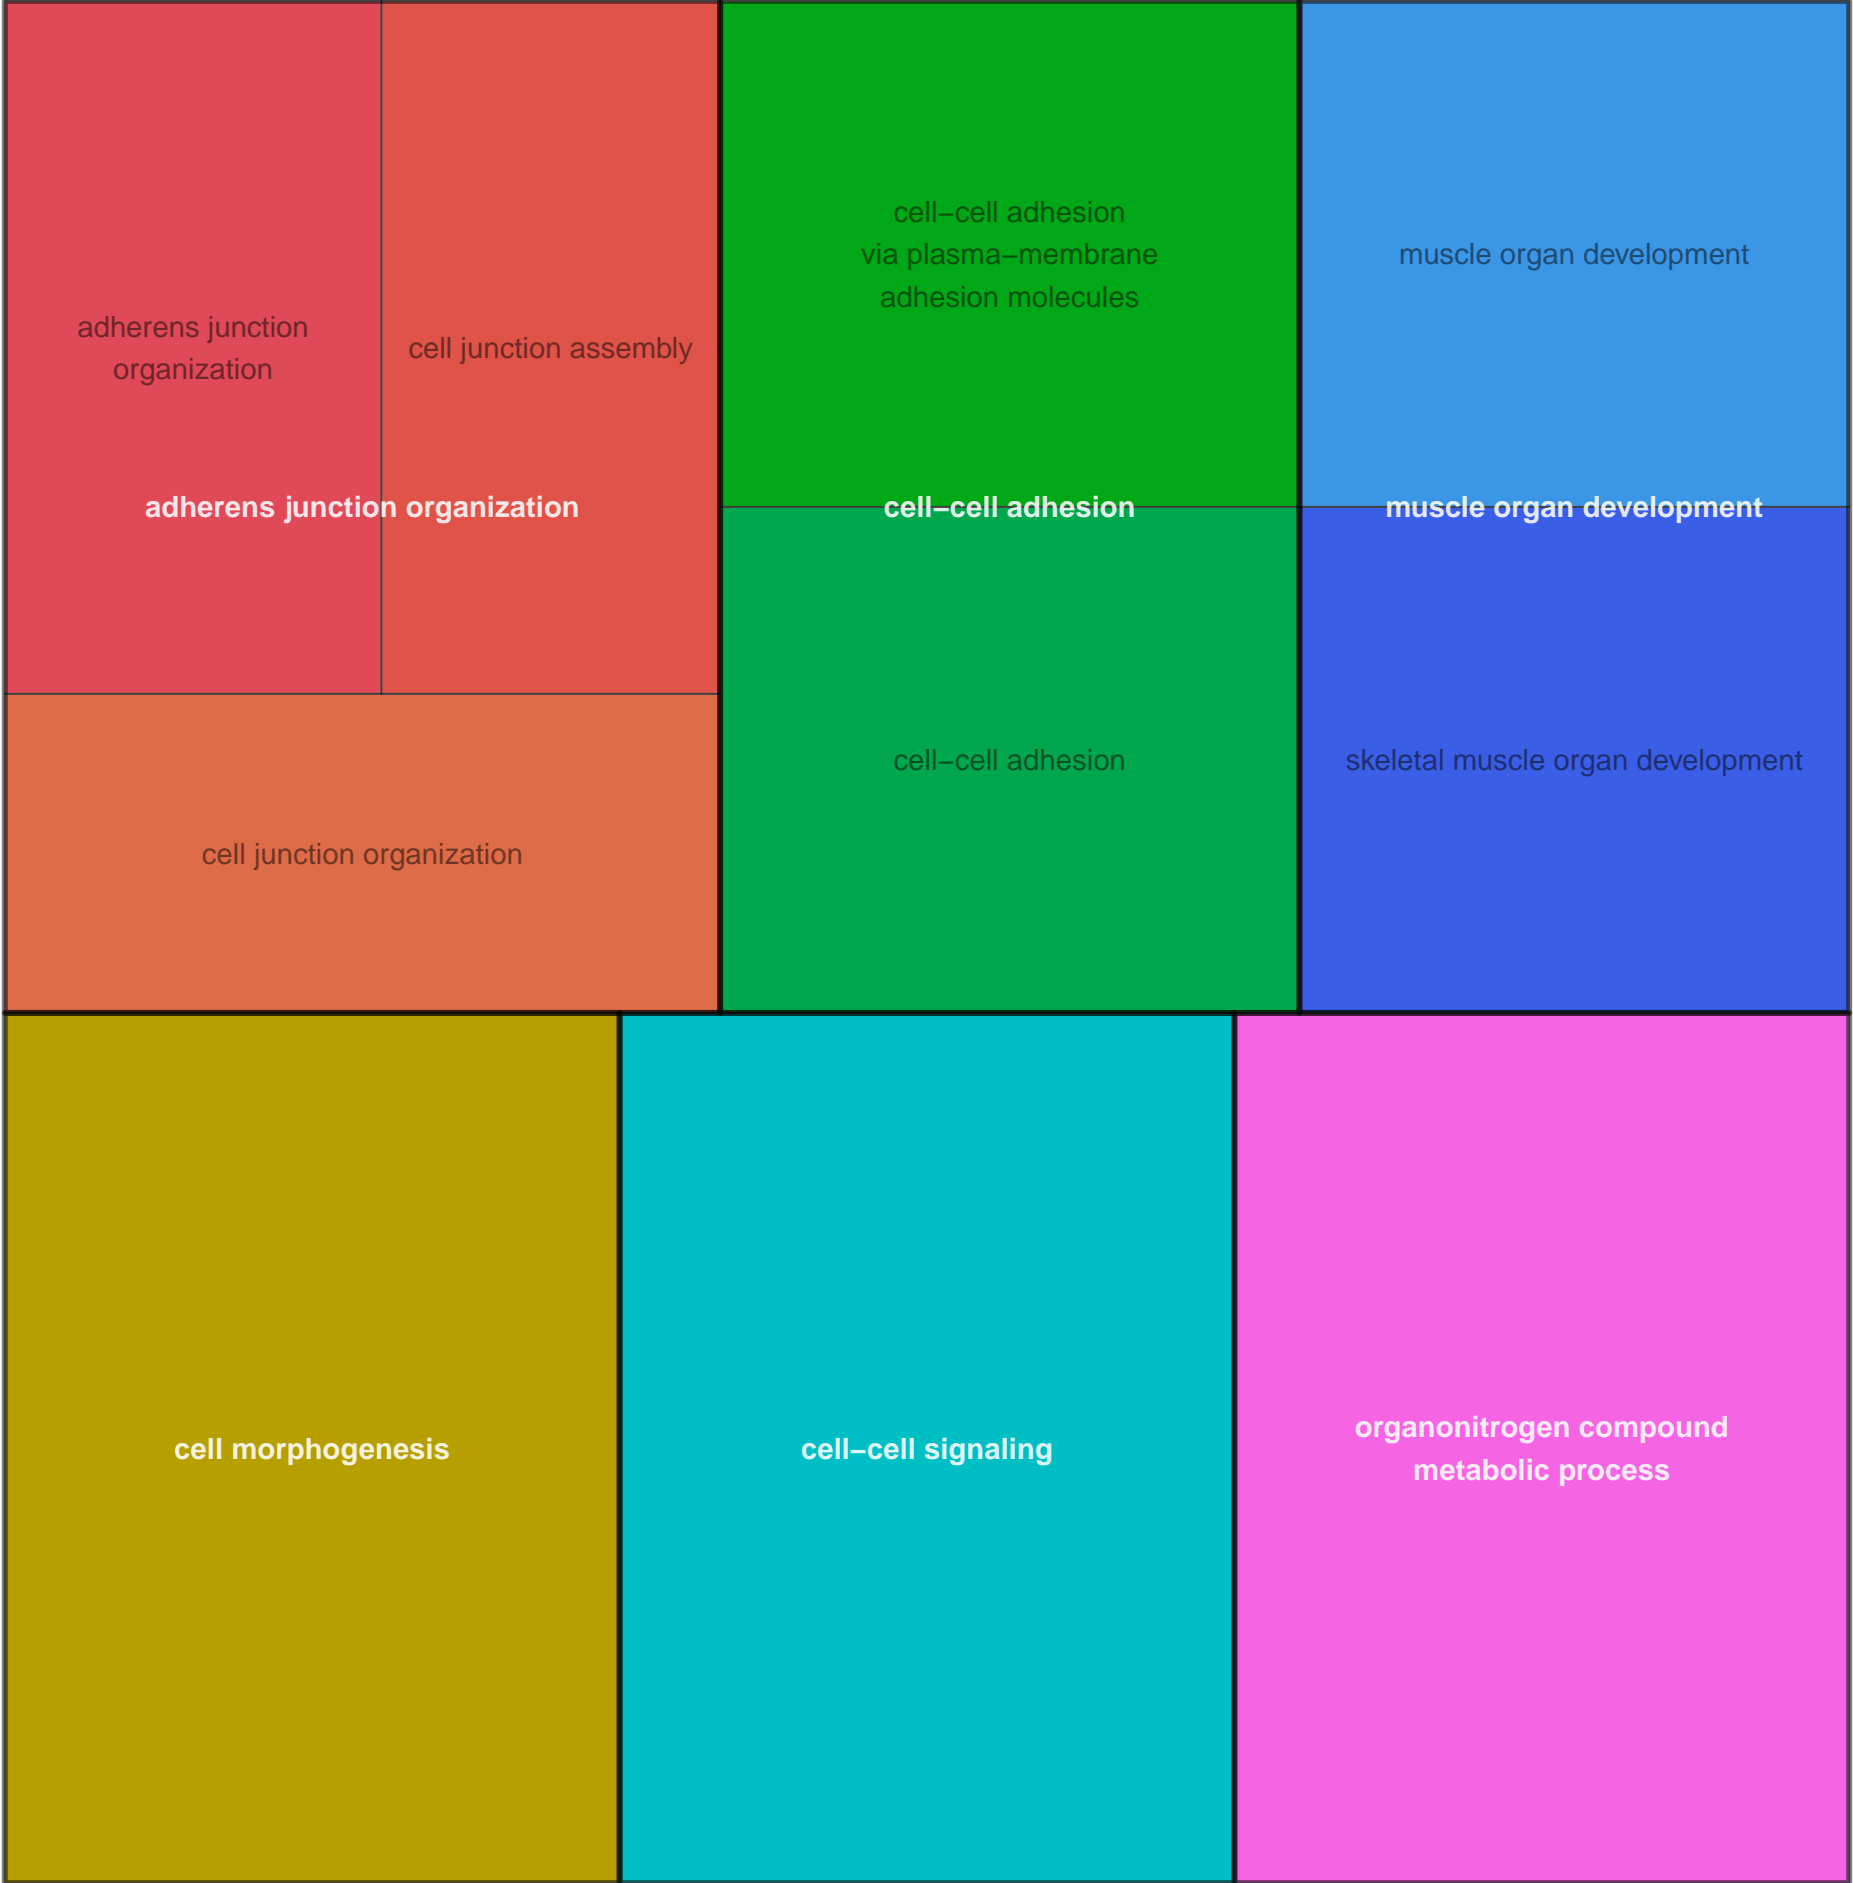 adherens junction
organization
cell junction assembly
adherens junction organization
cell junction organization
cell–cell adhesion
via plasma–membrane
adhesion molecules
cell–cell adhesion
cell–cell adhesion
muscle organ development
muscle organ development
skeletal muscle organ development
cell morphogenesis
cell–cell signaling
organonitrogen compound
metabolic process